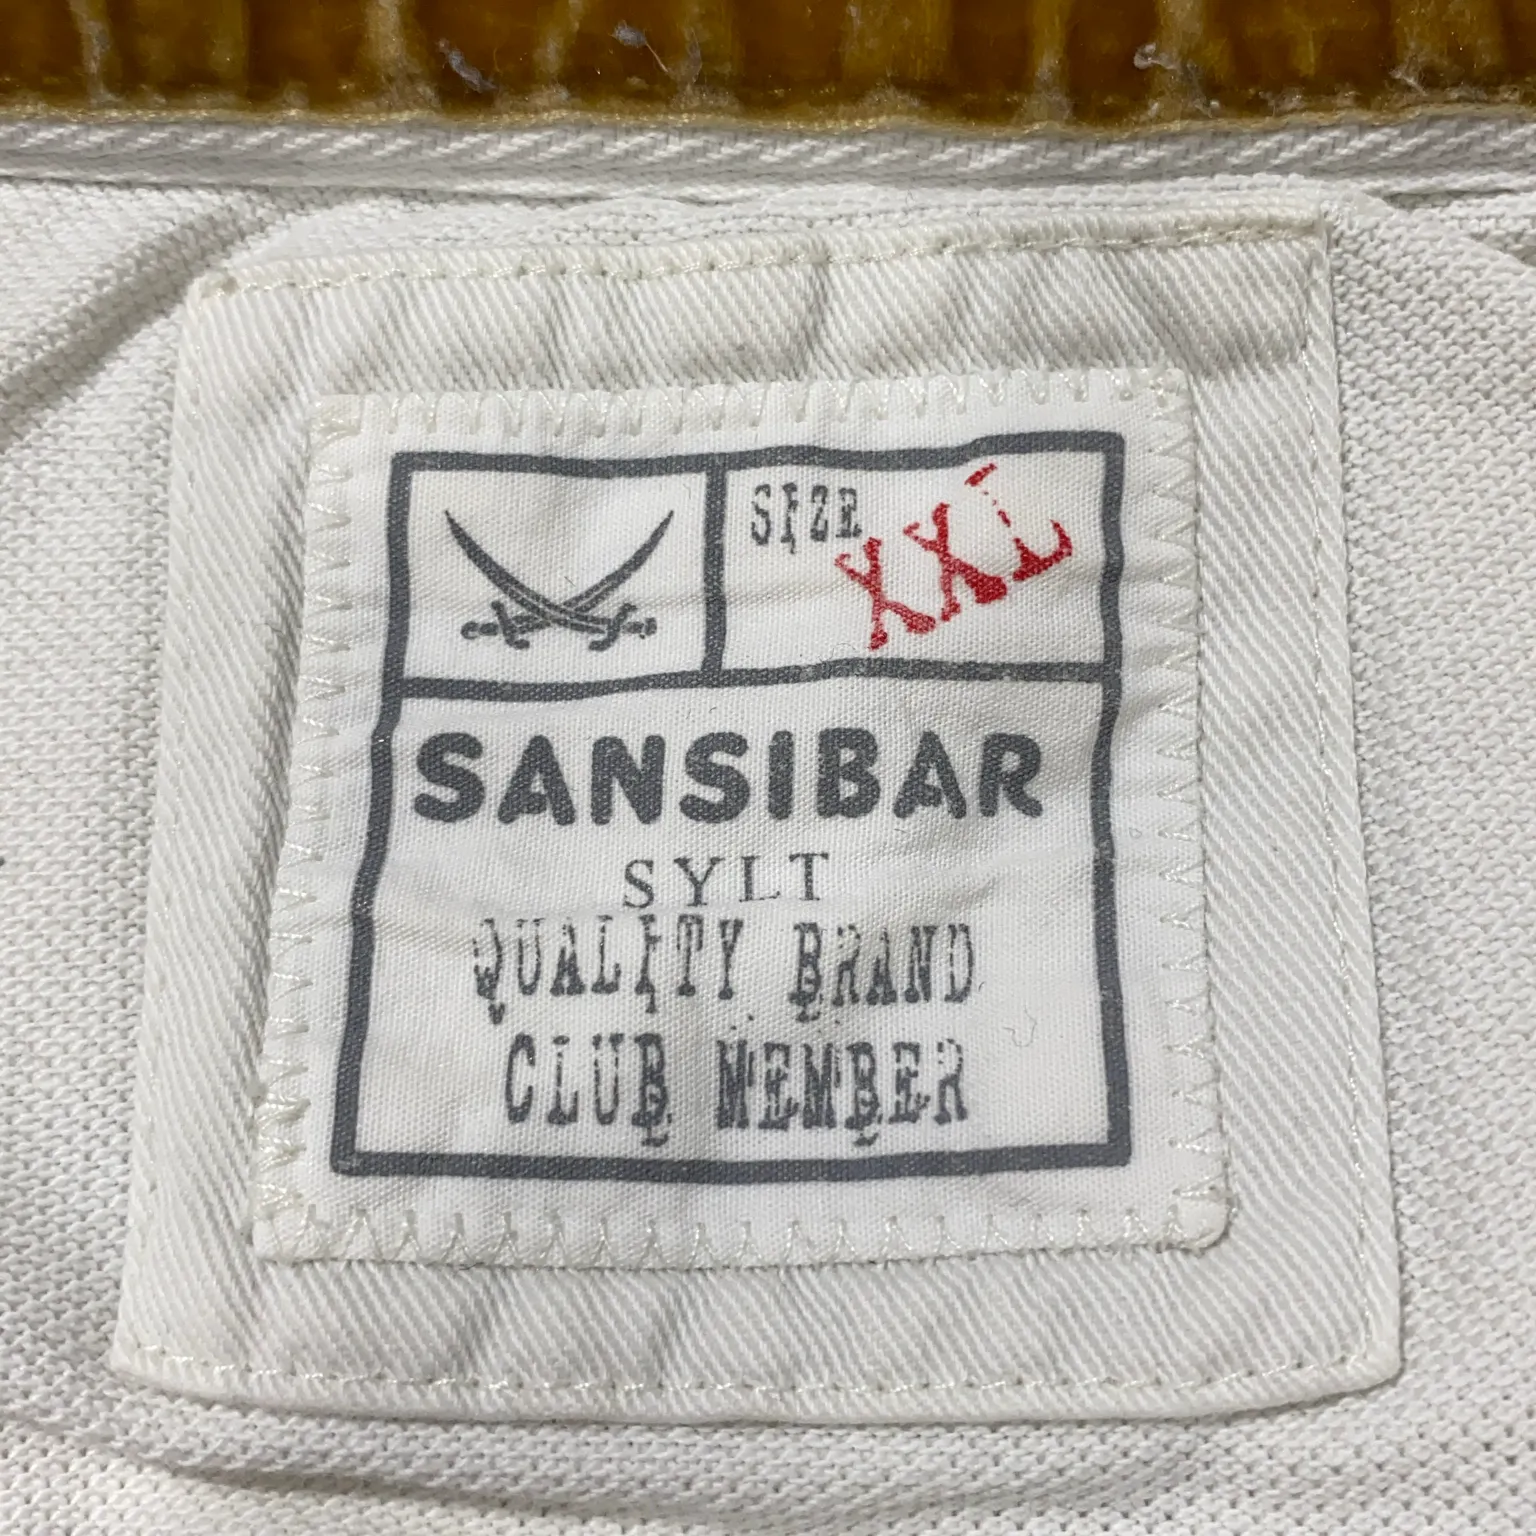 SIZE XXL
SANSIBAR
SYLT
QUALITY BRAND
CLUB MEMBER